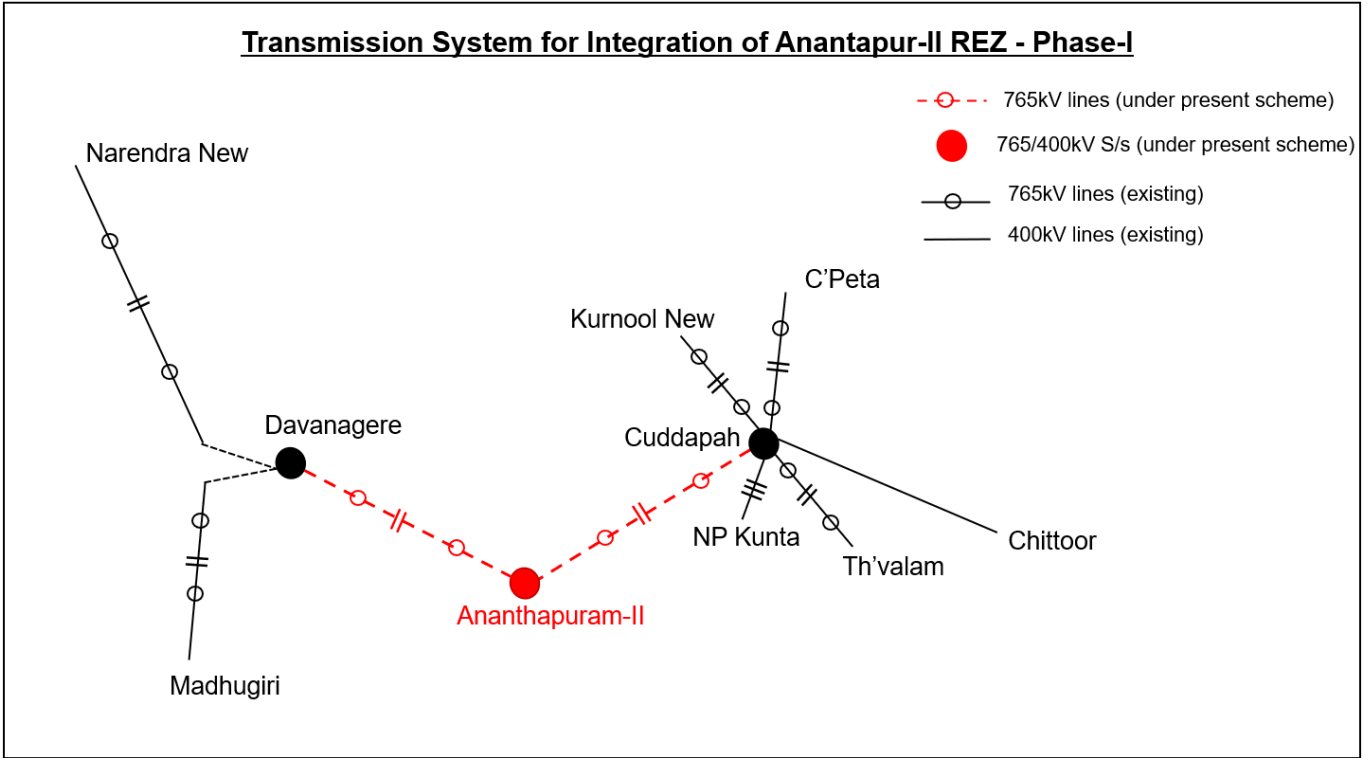 Transmission System for Integration of Anantapur-II REZ - Phase-I
765kV lines (under present scheme)
765/400kV S/s (under present scheme)
765kV lines (existing)
400kV lines (existing)
Narendra New
C'Peta
Kurnool New
Davanagere
Cuddapah
NP Kunta
Chittoor
Th'valam
Ananthapuram-II
Madhugiri